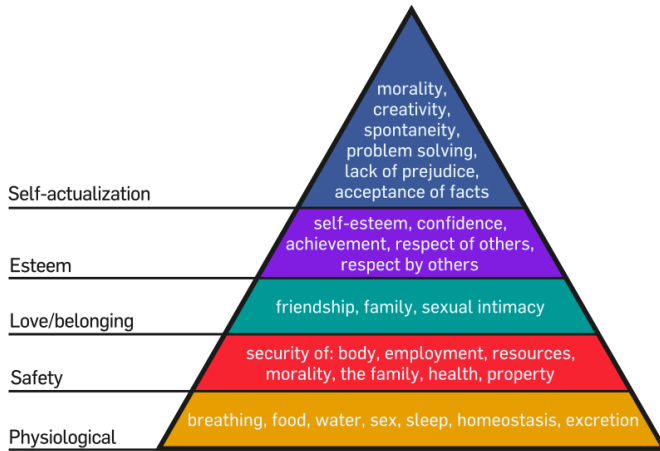 morality,
creativity,
spontaneity,
problem solving,
lack of prejudice,
acceptance of facts
Self-actualization
self-esteem, confidence,
achievement, respect of others,
respect by others
Esteem
friendship, family, sexual intimacy
Love/belonging
security of: body, employment, resources,
morality, the family, health, property
Safety
breathing, food, water, sex, sleep, homeostasis, excretion
Physiological